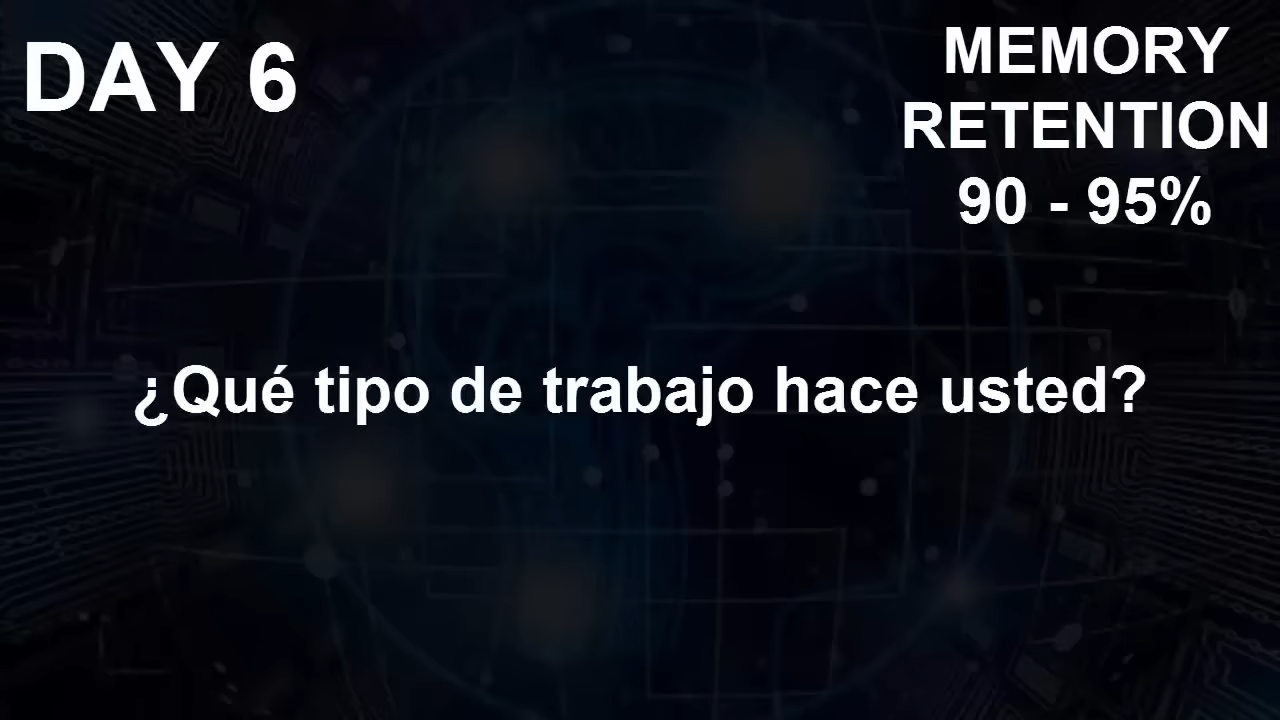 DAY 6
MEMORY
RETENTION
90 - 95%
¿Qué tipo de trabajo hace usted?